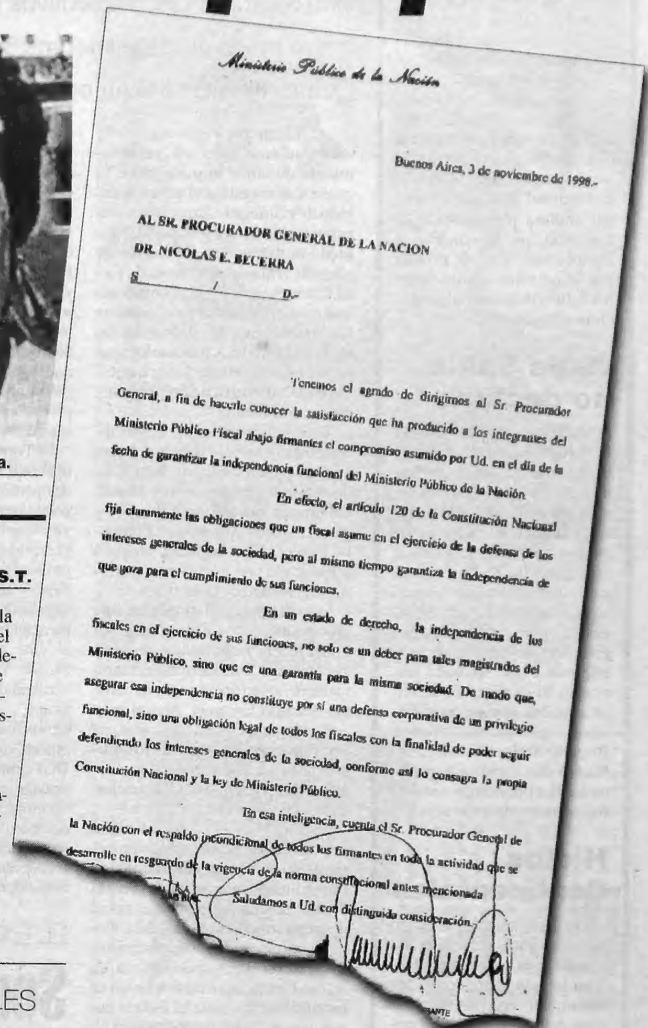 Ministerio Público de la Nación
Buenos Aires, 3 de noviembre de 1998.-
AL SR. PROCURADOR GENERAL DE LA NACION
DR. NICOLAS E. BECERRA
S / D.-
Tenemos el agrado de dirigirnos al Sr. Procurador
General, a fin de hacerle conocer la satisfacción que ha producido a los integrantes del
Ministerio Público Fiscal abajo firmantes el compromiso asumido por Ud. en el día de la
fecha de garantizar la independencia funcional del Ministerio Público de la Nación.
En efecto, el artículo 120 de la Constitución Nacional
fija claramente las obligaciones que un fiscal asume en el ejercicio de la defensa de los
intereses generales de la sociedad, pero al mismo tiempo garantiza la independencia de
que goza para el cumplimiento de sus funciones.
En un estado de derecho, la independencia de los
fiscales en el ejercicio de sus funciones, no solo es un deber para tales magistrados del
Ministerio Público, sino que es una garantía para la misma sociedad. De modo que,
asegurar esa independencia no constituye por sí una defensa corporativa de un privilegio
funcional, sino una obligación legal de todos los fiscales con la finalidad de poder seguir
defendiendo los intereses generales de la sociedad, conforme así lo consagra la propia
Constitución Nacional y la ley de Ministerio Público.
En esa inteligencia, cuenta el Sr. Procurador General de
la Nación con el respaldo incondicional de todos los firmantes en toda la actividad que se
desarrolle en resguardo de la vigencia de la norma constitucional antes mencionada
Saludamos a Ud. con distinguida consideración.-
a.
S.T.
la
el
le-
e
s-
a-
LES